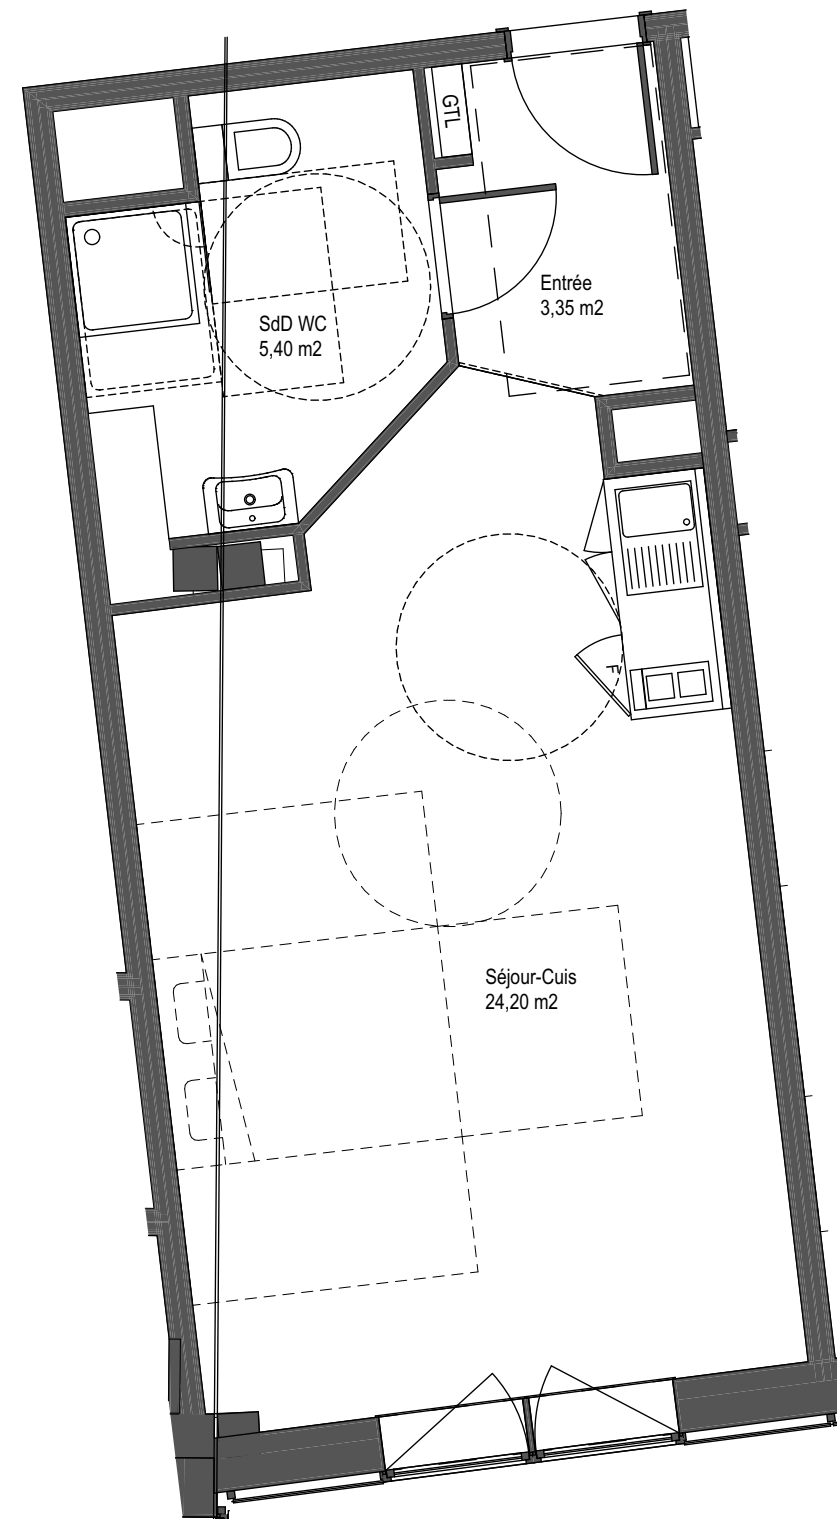 GTL
Entrée
3,35 m2
SdD WC
5,40 m2
F
Séjour-Cuis
24,20 m2